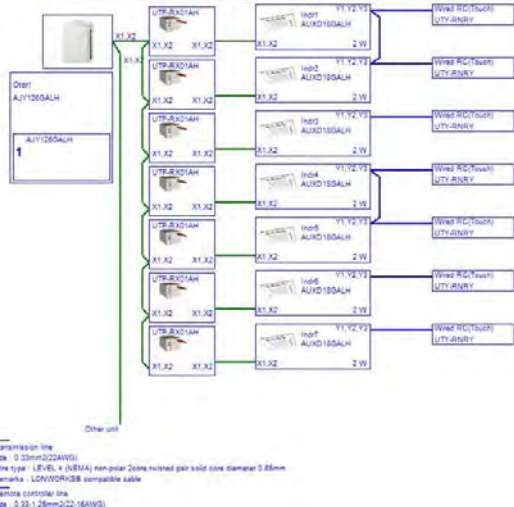 X1,X2
X1,X2
Otdr1
AJY126GALH
AJY126GALH
1
UTP-RX01AH
X1,X2 X1,X2
UTP-RX01AH
X1,X2 X1,X2
UTP-RX01AH
X1,X2 X1,X2
UTP-RX01AH
X1,X2 X1,X2
UTP-RX01AH
X1,X2 X1,X2
UTP-RX01AH
X1,X2 X1,X2
UTP-RX01AH
X1,X2 X1,X2
Y1,Y2,Y3
Indr1
AUXD18GALH
X1,X2 2 W
Y1,Y2,Y3
Indr2
AUXD18GALH
X1,X2 2 W
Y1,Y2,Y3
Indr3
AUXD18GALH
X1,X2 2 W
Y1,Y2,Y3
Indr4
AUXD18GALH
X1,X2 2 W
Y1,Y2,Y3
Indr5
AUXD18GALH
X1,X2 2 W
Y1,Y2,Y3
Indr6
AUXD18GALH
X1,X2 2 W
Y1,Y2,Y3
Indr7
AUXD18GALH
X1,X2 2 W
Wired RC(Touch)
UTY-RNRY
Wired RC(Touch)
UTY-RNRY
Wired RC(Touch)
UTY-RNRY
Wired RC(Touch)
UTY-RNRY
Wired RC(Touch)
UTY-RNRY
Wired RC(Touch)
UTY-RNRY
Wired RC(Touch)
UTY-RNRY
Other unit
ansmission line
ze : 0.33mm2(22AWG)
ire type : LEVEL 4 (NEMA) non-polar 2core,twisted pair solid core diameter 0.65mm
emarks : LONWORKS® compatible cable
emote controller line
ze : 0.33-1.25mm2(22-16AWG)